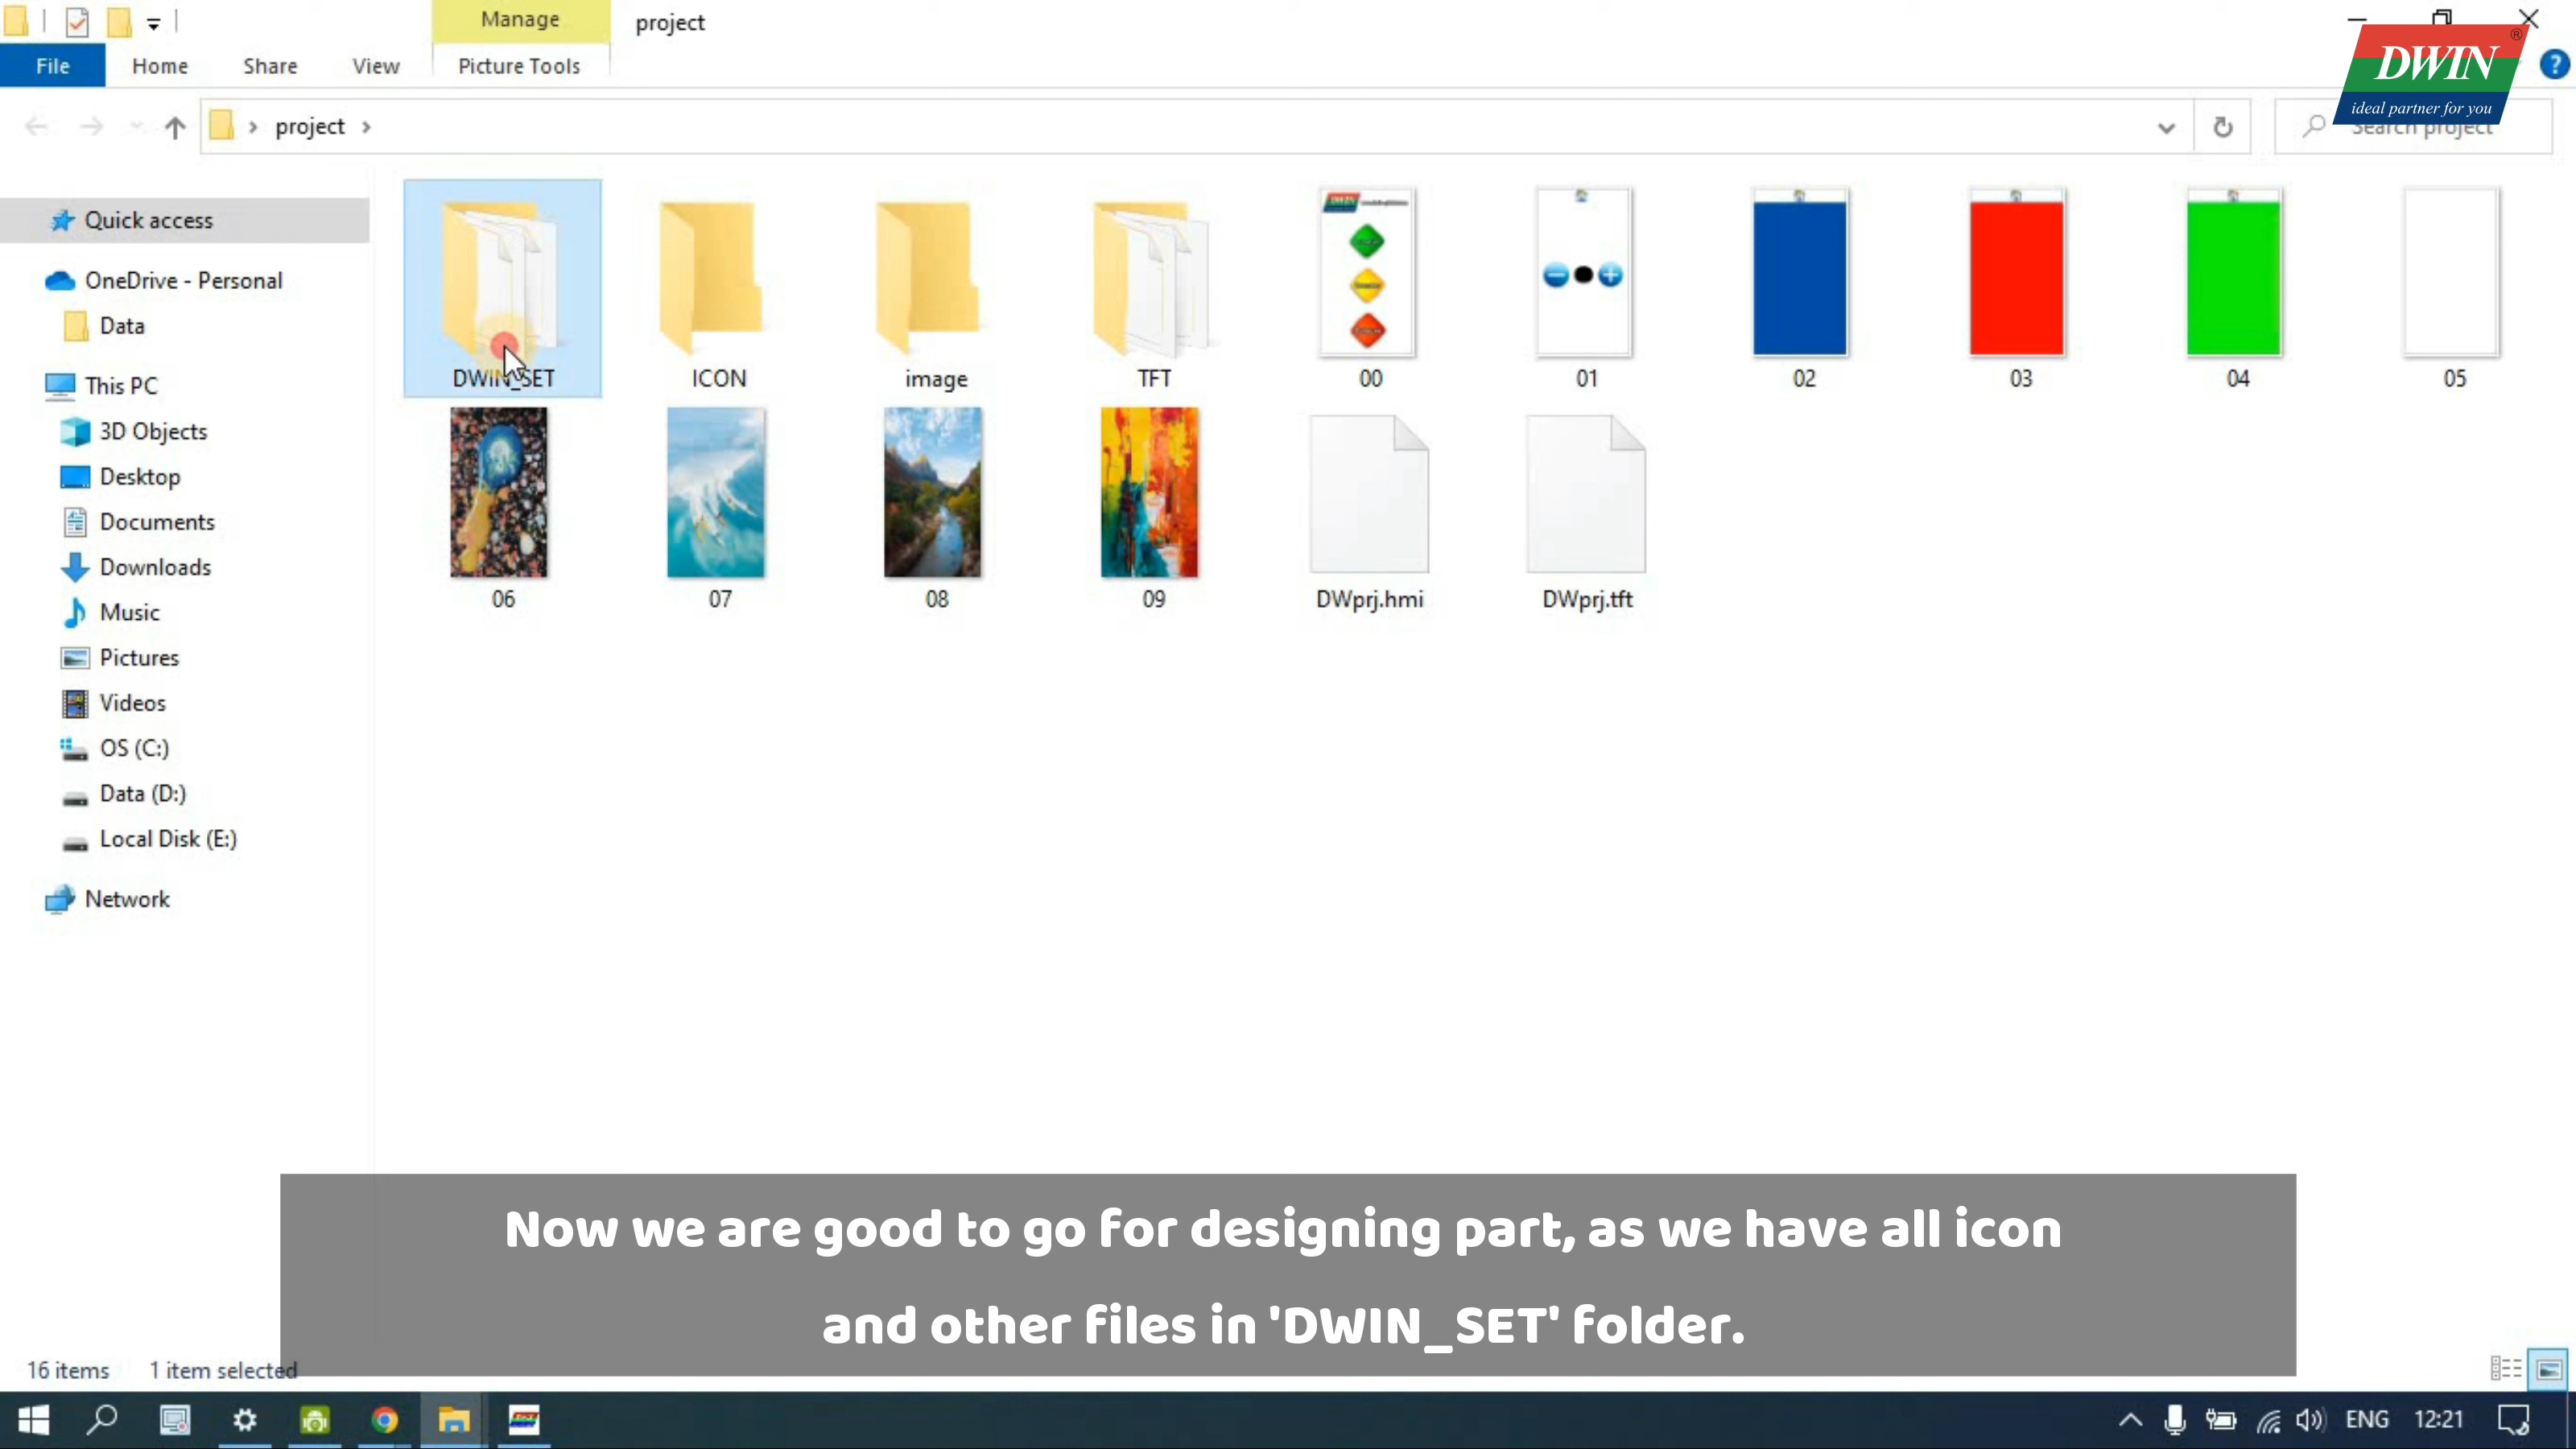 Manage
project
File
Home
Share
View
Picture Tools
DWIN
®
ideal partner for you
?
project
Search project
Quick access
OneDrive - Personal
Data
This PC
3D Objects
Desktop
Documents
Downloads
Music
Pictures
Videos
OS (C:)
Data (D:)
Local Disk (E:)
Network
DWIN_SET
ICON
image
TFT
00
01
02
03
04
05
06
07
08
09
DWprj.hmi
DWprj.tft
Now we are good to go for designing part, as we have all icon
and other files in 'DWIN_SET' folder.
16 items
1 item selected
ENG
12:21